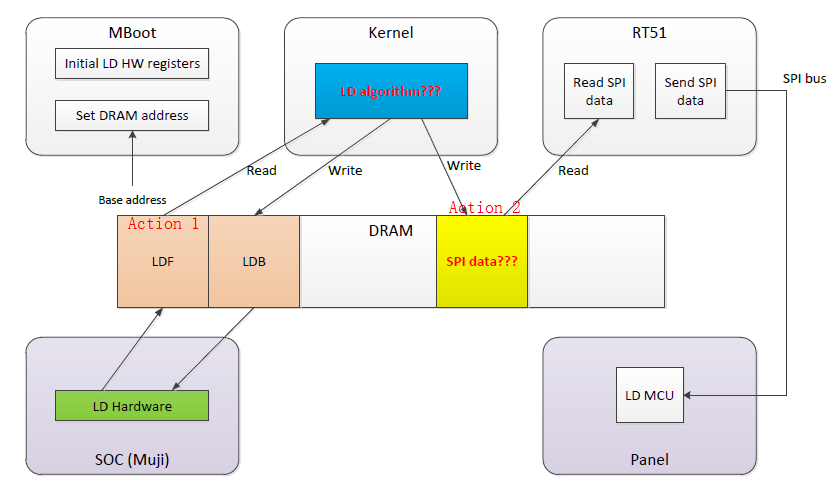 MBoot
Initial LD HW registers
Set DRAM address
Kernel
LD algorithm???
RT51
Read SPI
data
Send SPI
data
SPI bus
Base address
Read
Write
Write
Read
Action 1
LDF
LDB
DRAM
Action 2
SPI data???
LD Hardware
SOC (Muji)
LD MCU
Panel